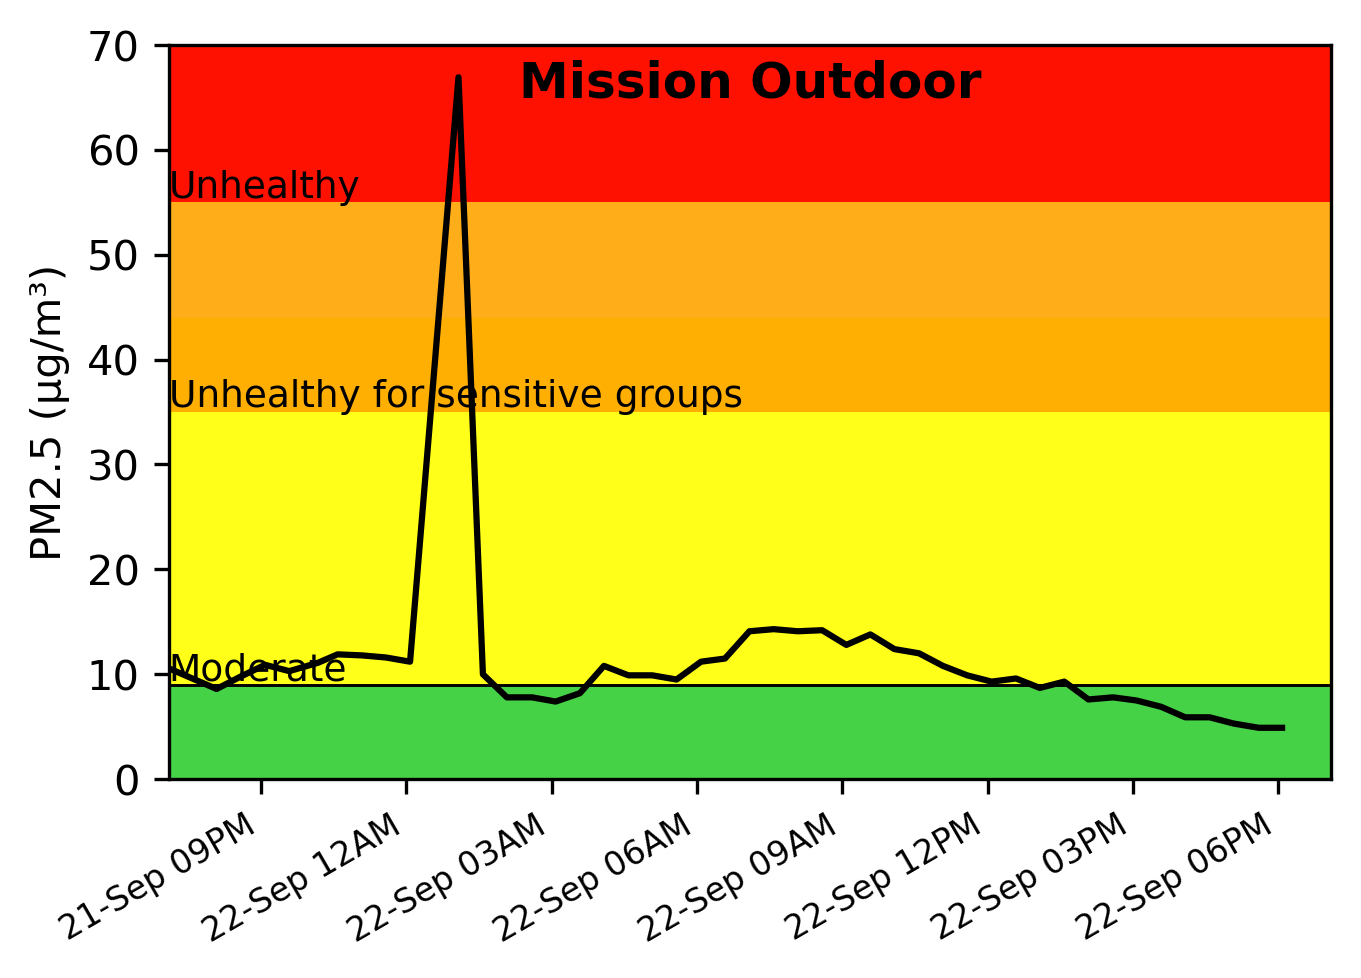 Mission Outdoor
PM2.5 (µg/m³)
70
60
50
40
30
20
10
0
Unhealthy
Unhealthy for sensitive groups
Moderate
21-Sep 09PM
22-Sep 12AM
22-Sep 03AM
22-Sep 06AM
22-Sep 09AM
22-Sep 12PM
22-Sep 03PM
22-Sep 06PM